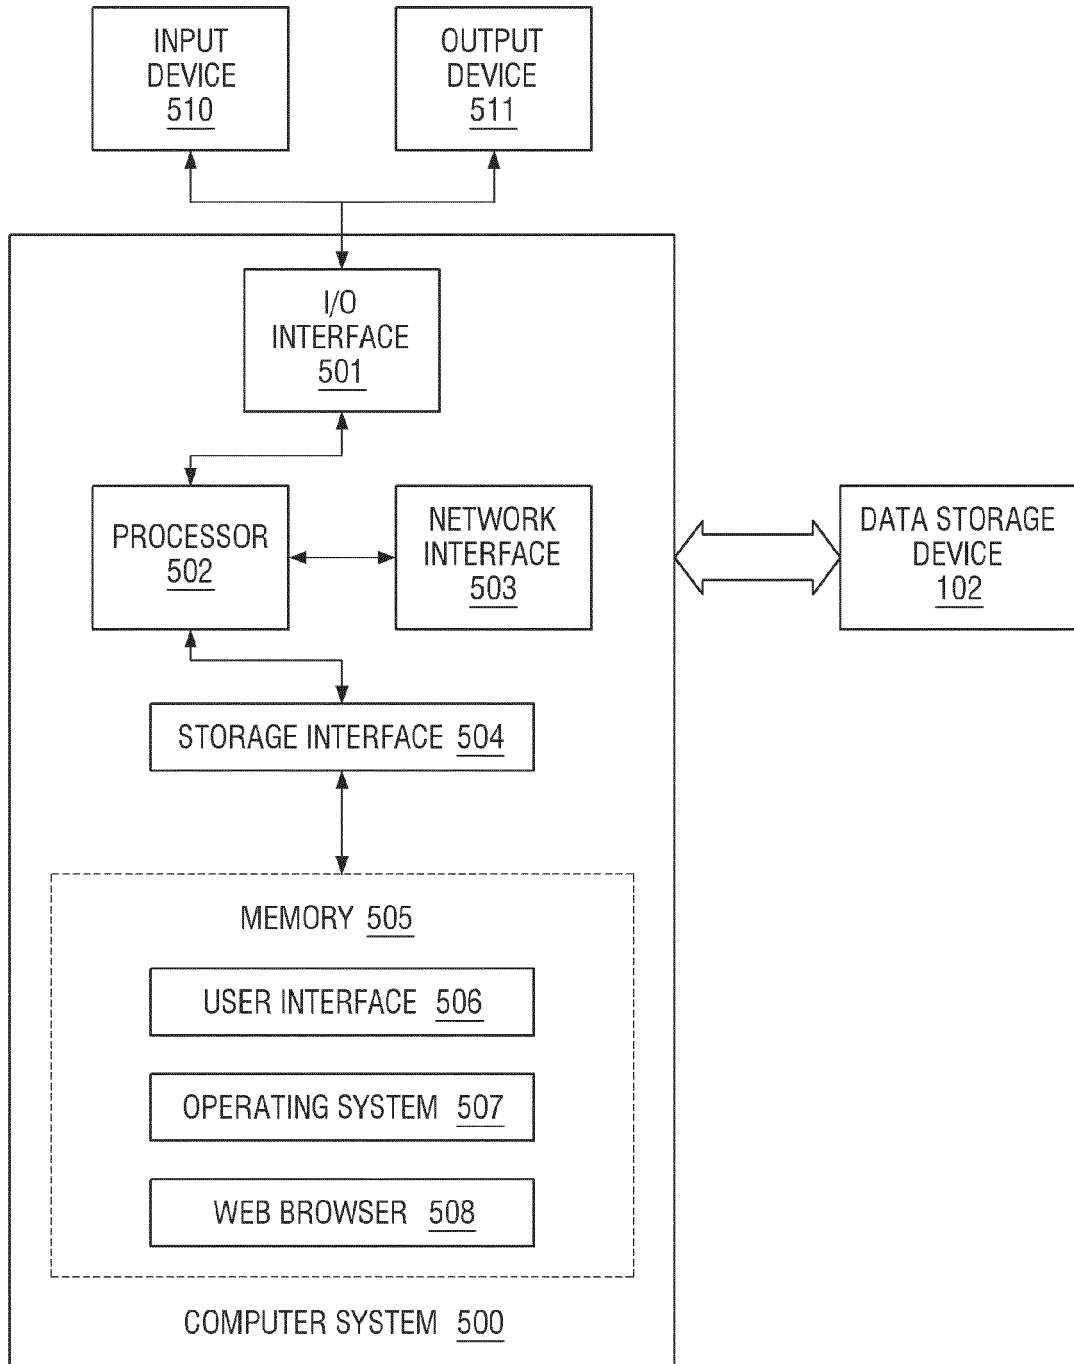 INPUT
DEVICE
510
OUTPUT
DEVICE
511
I/O
INTERFACE
501
PROCESSOR
502
NETWORK
INTERFACE
503
DATA STORAGE
DEVICE
102
STORAGE INTERFACE 504
MEMORY 505
USER INTERFACE 506
OPERATING SYSTEM 507
WEB BROWSER 508
COMPUTER SYSTEM 500